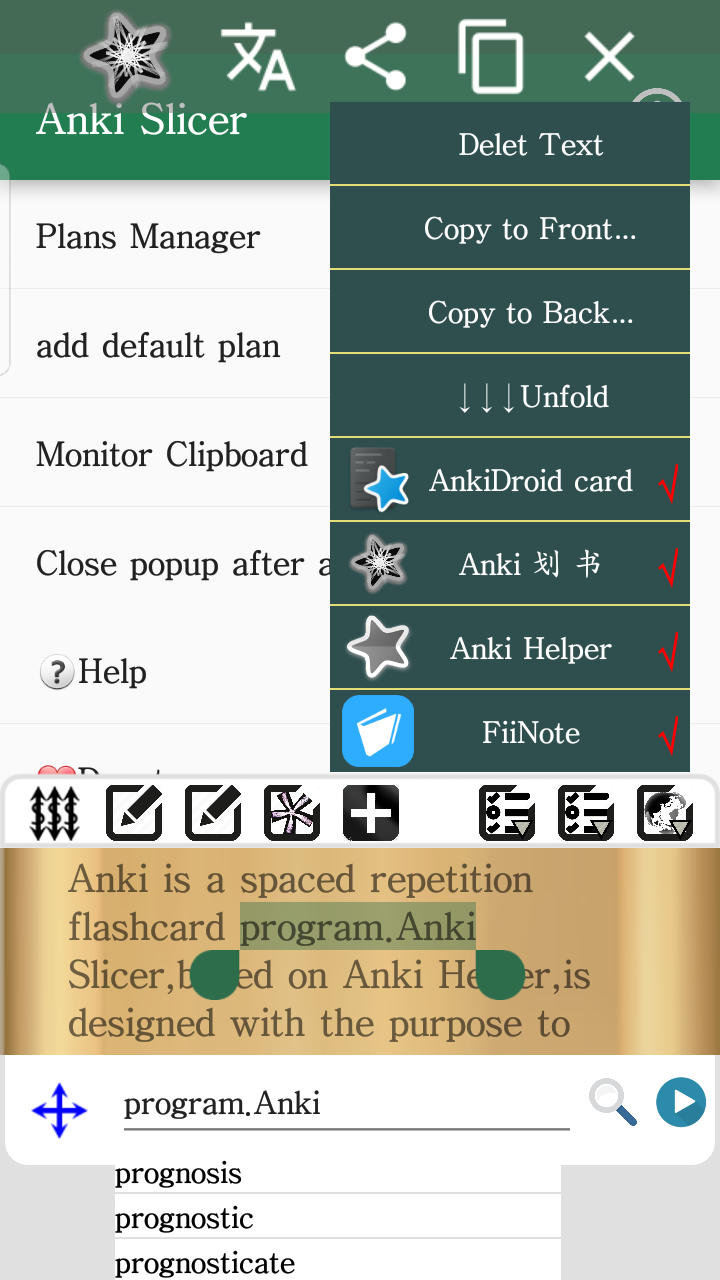 Anki Slicer
Delet Text
Plans Manager
Copy to Front...
Copy to Back...
add default plan
↓↓↓Unfold
Monitor Clipboard
AnkiDroid card √
Close popup after a
Anki 划 书 √
Anki Helper √
?Help
FiiNote √
Anki is a spaced repetition
flashcard program.Anki
Slicer,b ed on Anki He er,is
designed with the purpose to
program.Anki
prognosis
prognostic
prognosticate